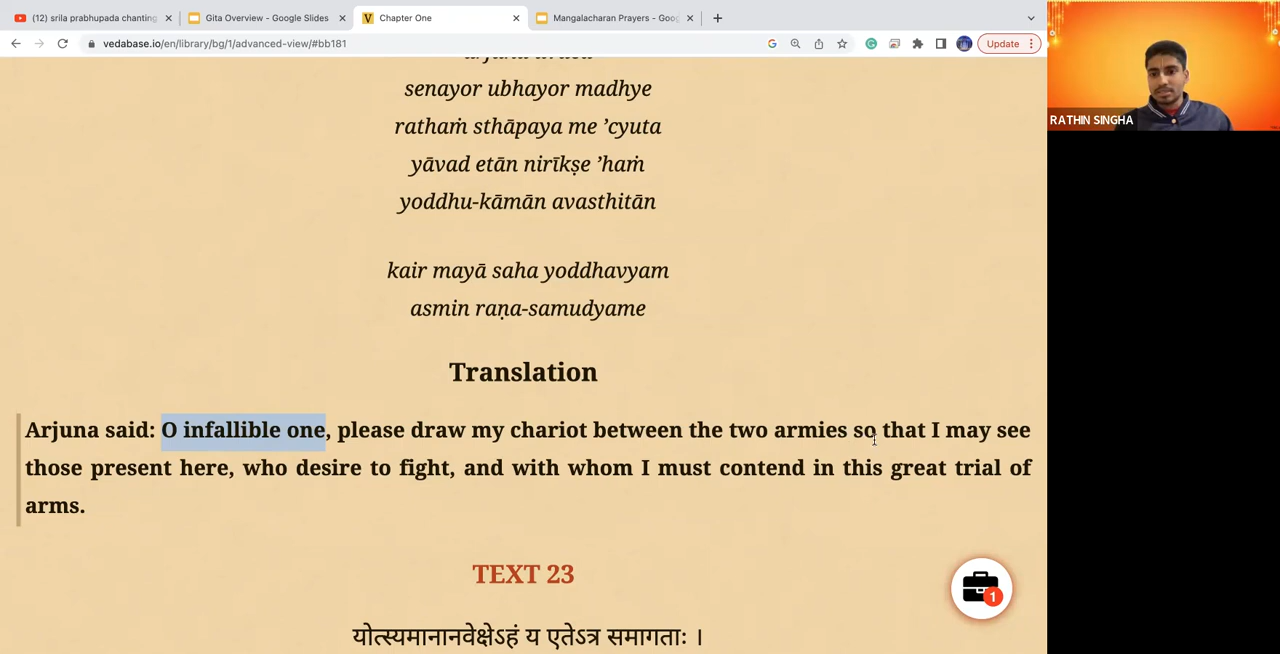 (12) srila prabhupada chanting
Gita Overview - Google Slides
Chapter One
Mangalacharan Prayers - Goog
vedabase.io/en/library/bg/1/advanced-view/#bb181
Update
RATHIN SINGHA
senayor ubhayor madhye
rathaṁ sthāpaya me ’cyuta
yāvad etān nirīkṣe ’haṁ
yoddhu-kāmān avasthitān
kair mayā saha yoddhavyam
asmin raṇa-samudyame
Translation
Arjuna said: O infallible one, please draw my chariot between the two armies so that I may see
those present here, who desire to fight, and with whom I must contend in this great trial of
arms.
1
TEXT 23
योत्स्यमानानवेक्षेऽहं य एतेऽत्र समागताः ।